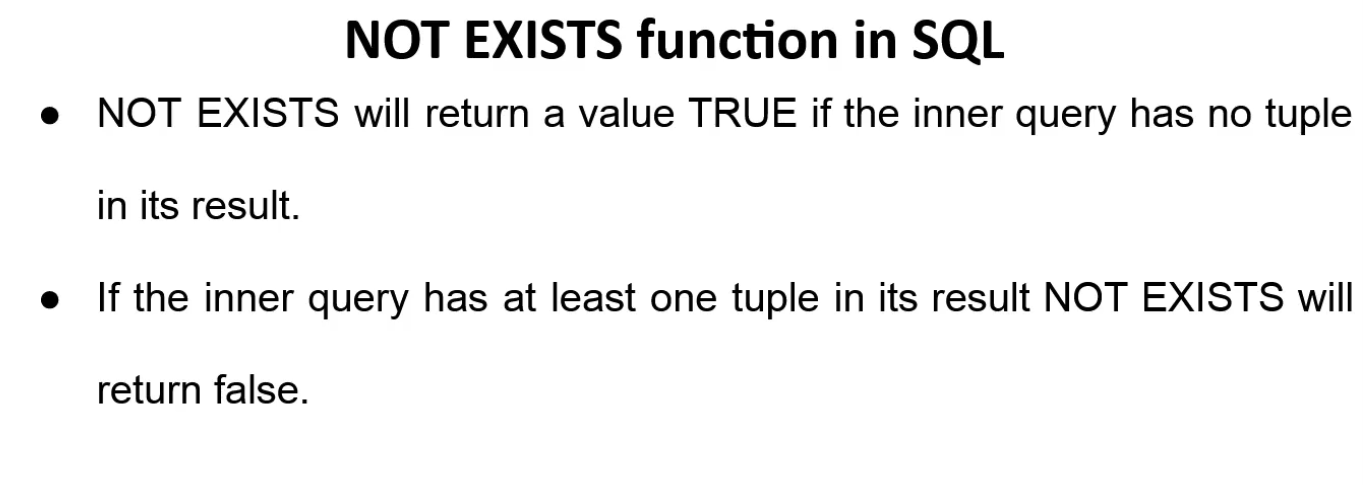 NOT EXISTS function in SQL
● NOT EXISTS will return a value TRUE if the inner query has no tuple
in its result.
● If the inner query has at least one tuple in its result NOT EXISTS will
return false.